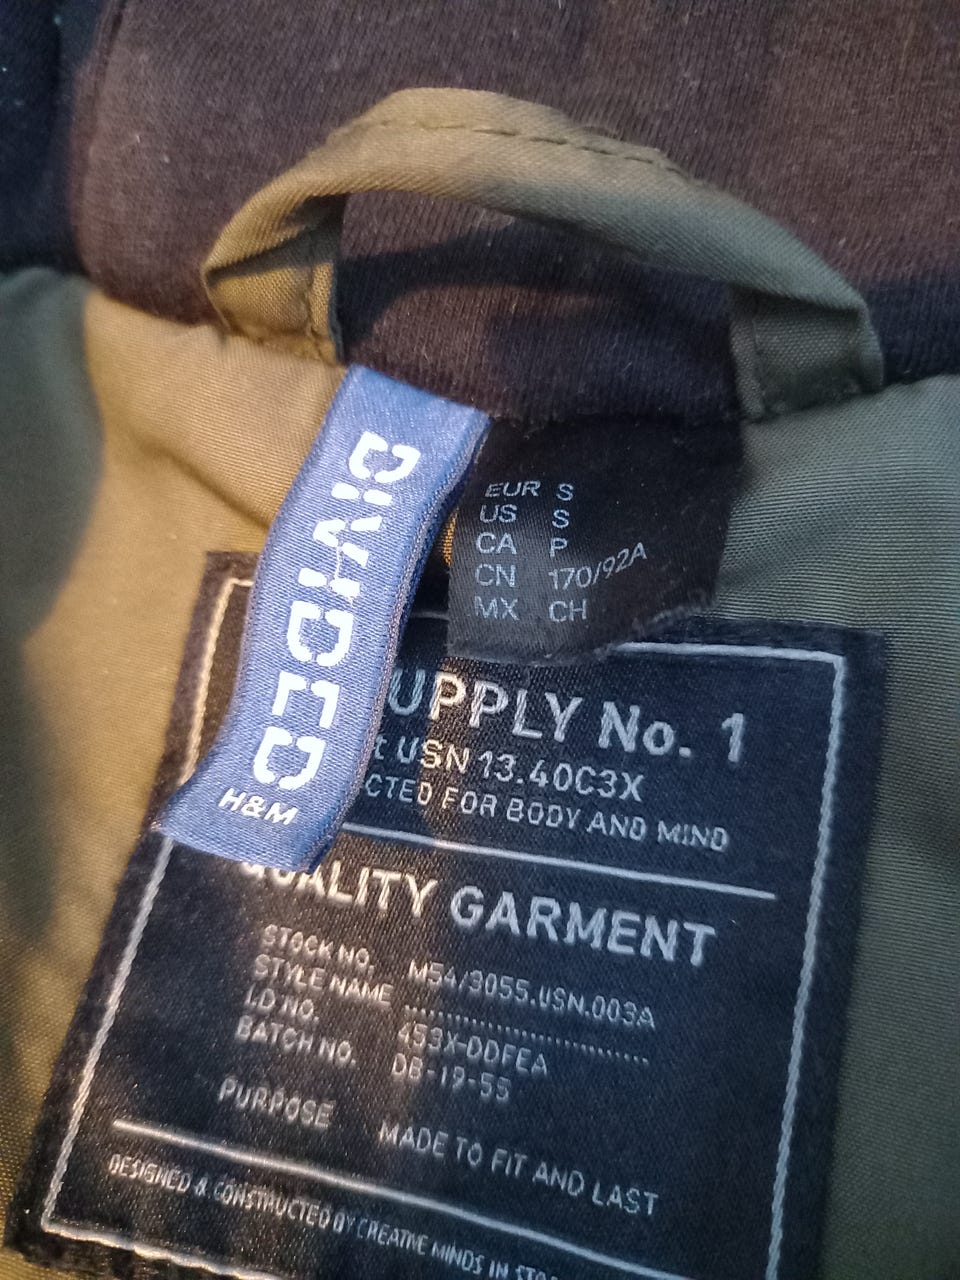 DIVIDED
H&M
EUR S
US S
CA P
CN 170/92A
MX CH
UPPLY No. 1
t USN 13.40C3X
CTED FOR BODY AND MIND
QUALITY GARMENT
STOCK NO. M54/3055.USN.003A
STYLE NAME ........................
I.D NO. 453X-DDFEA
BATCH NO. DB-19-55
PURPOSE MADE TO FIT AND LAST
DESIGNED & CONSTRUCTED BY CREATIVE MINDS IN STO